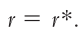 r = r*.